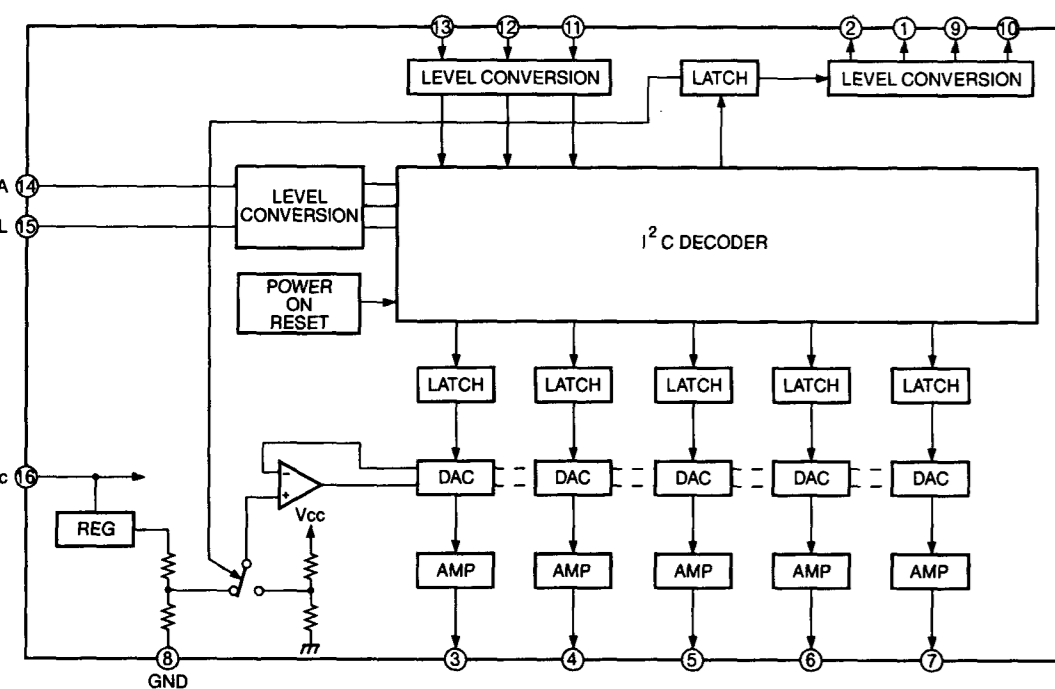 13 12 11 2 1 9 10
LEVEL CONVERSION LATCH LEVEL CONVERSION
A 14
L 15
LEVEL
CONVERSION
I²C DECODER
POWER
ON
RESET
LATCH LATCH LATCH LATCH LATCH
c 16
- 
+
DAC DAC DAC DAC DAC
REG
Vcc
AMP AMP AMP AMP AMP
8 3 4 5 6 7
GND